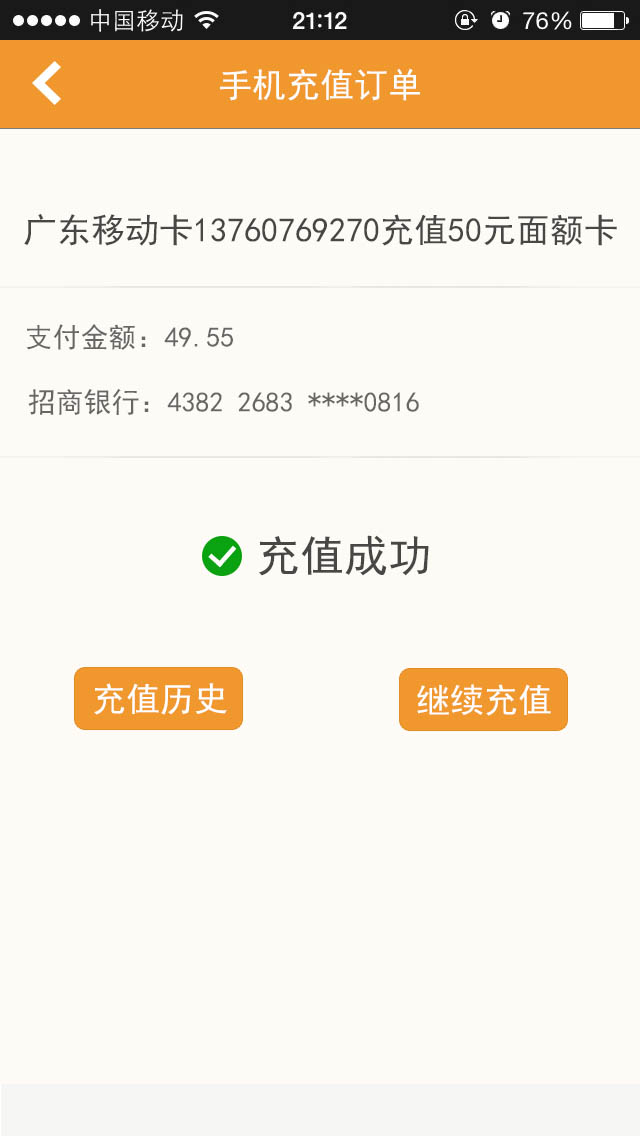 中国移动 21:12 76%
手机充值订单
广东移动卡13760769270充值50元面额卡
支付金额：49.55
招商银行：4382 2683 ****0816
充值成功
充值历史 继续充值